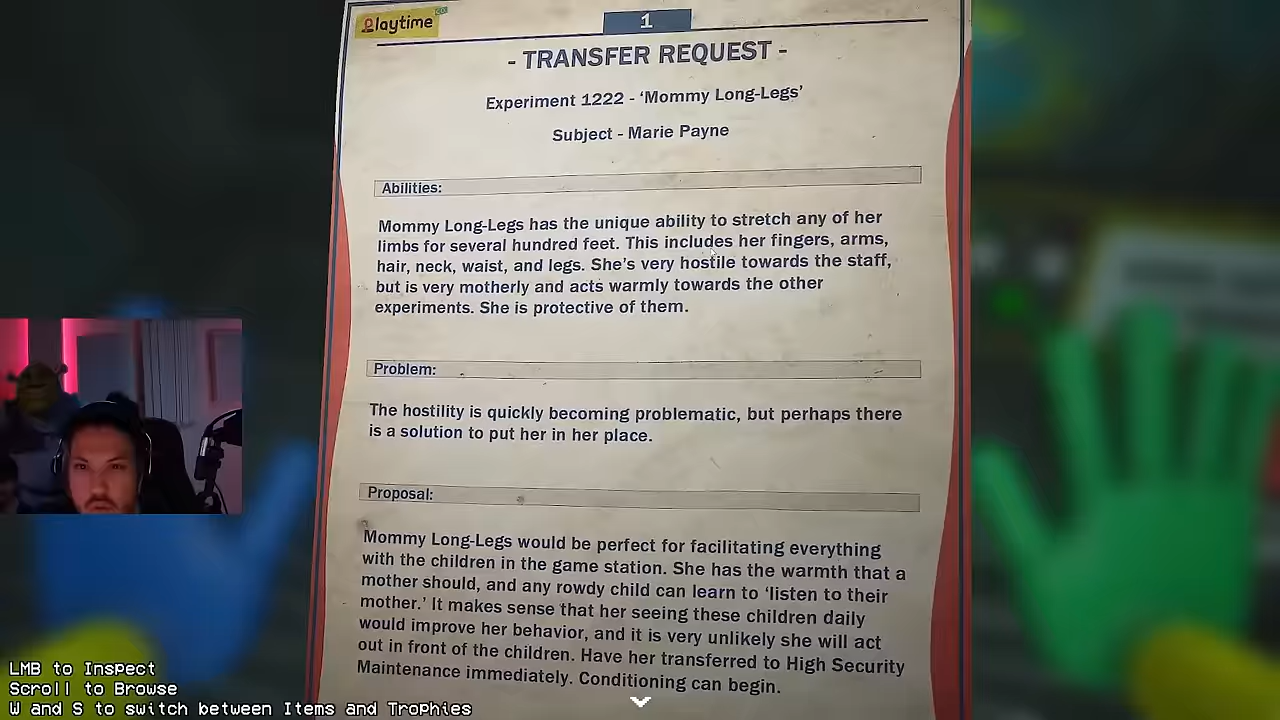 Playtime
CO.
1
- TRANSFER REQUEST -
Experiment 1222 - ‘Mommy Long-Legs’
Subject - Marie Payne
Abilities:
Mommy Long-Legs has the unique ability to stretch any of her
limbs for several hundred feet. This includes her fingers, arms,
hair, neck, waist, and legs. She’s very hostile towards the staff,
but is very motherly and acts warmly towards the other
experiments. She is protective of them.
Problem:
The hostility is quickly becoming problematic, but perhaps there
is a solution to put her in her place.
Proposal:
Mommy Long-Legs would be perfect for facilitating everything
with the children in the game station. She has the warmth that a
mother should, and any rowdy child can learn to ‘listen to their
mother.’ It makes sense that her seeing these children daily
would improve her behavior, and it is very unlikely she will act
out in front of the children. Have her transferred to High Security
Maintenance immediately. Conditioning can begin.
LMB to Inspect
Scroll to Browse
W and S to switch between Items and Trophies